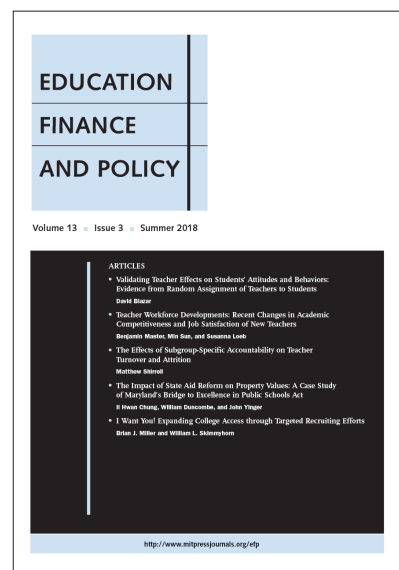 EDUCATION
FINANCE
AND POLICY
Volume 13 ■ Issue 3 ■ Summer 2018
ARTICLES
• Validating Teacher Effects on Students' Attitudes and Behaviors:
Evidence from Random Assignment of Teachers to Students
David Blazar
• Teacher Workforce Developments: Recent Changes in Academic
Competitiveness and Job Satisfaction of New Teachers
Benjamin Master, Min Sun, and Susanna Loeb
• The Effects of Subgroup-Specific Accountability on Teacher
Turnover and Attrition
Matthew Shirrell
• The Impact of State Aid Reform on Property Values: A Case Study
of Maryland's Bridge to Excellence in Public Schools Act
Il Hwan Chung, William Duncombe, and John Yinger
• I Want You! Expanding College Access through Targeted Recruiting Efforts
Brian J. Miller and William L. Skimmyhorn
http://www.mitpressjournals.org/efp